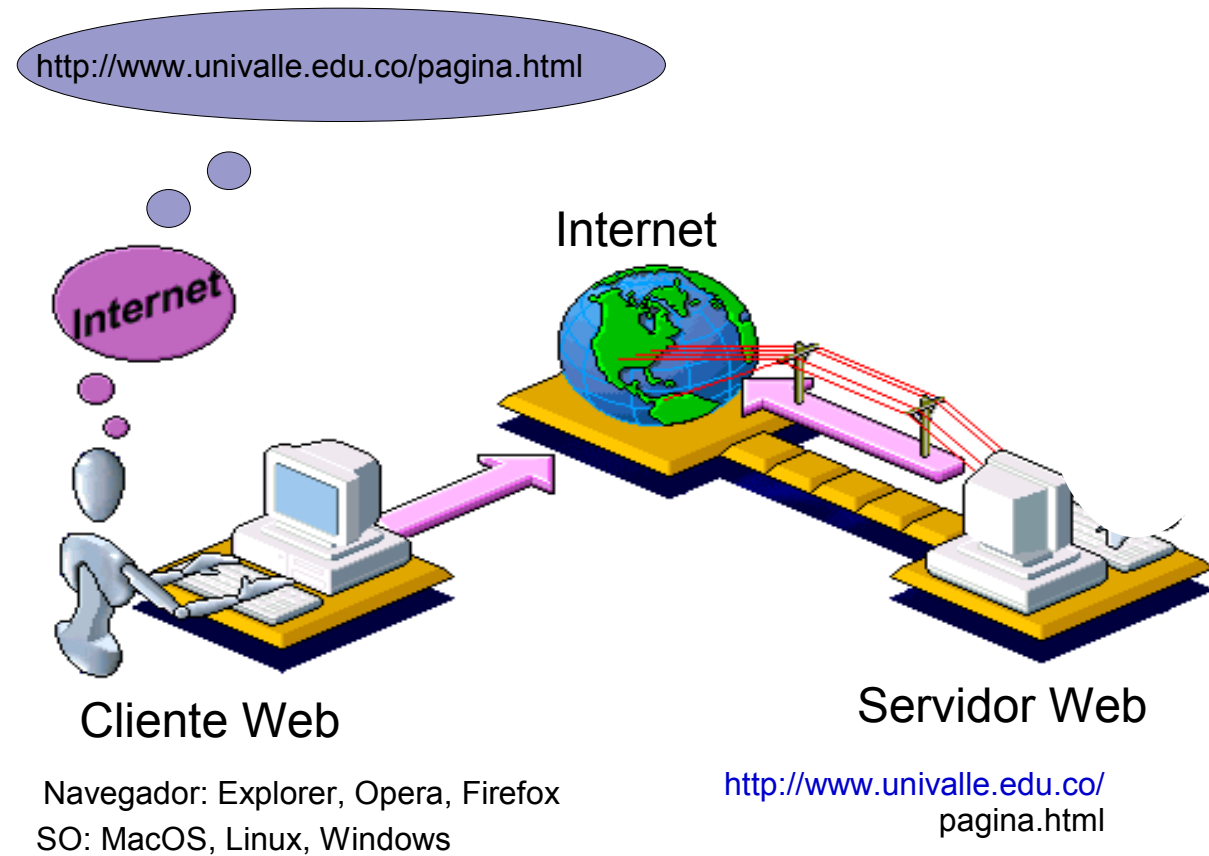 http://www.univalle.edu.co/pagina.html
Internet
Internet
Cliente Web
Servidor Web
Navegador: Explorer, Opera, Firefox
SO: MacOS, Linux, Windows
http://www.univalle.edu.co/
pagina.html